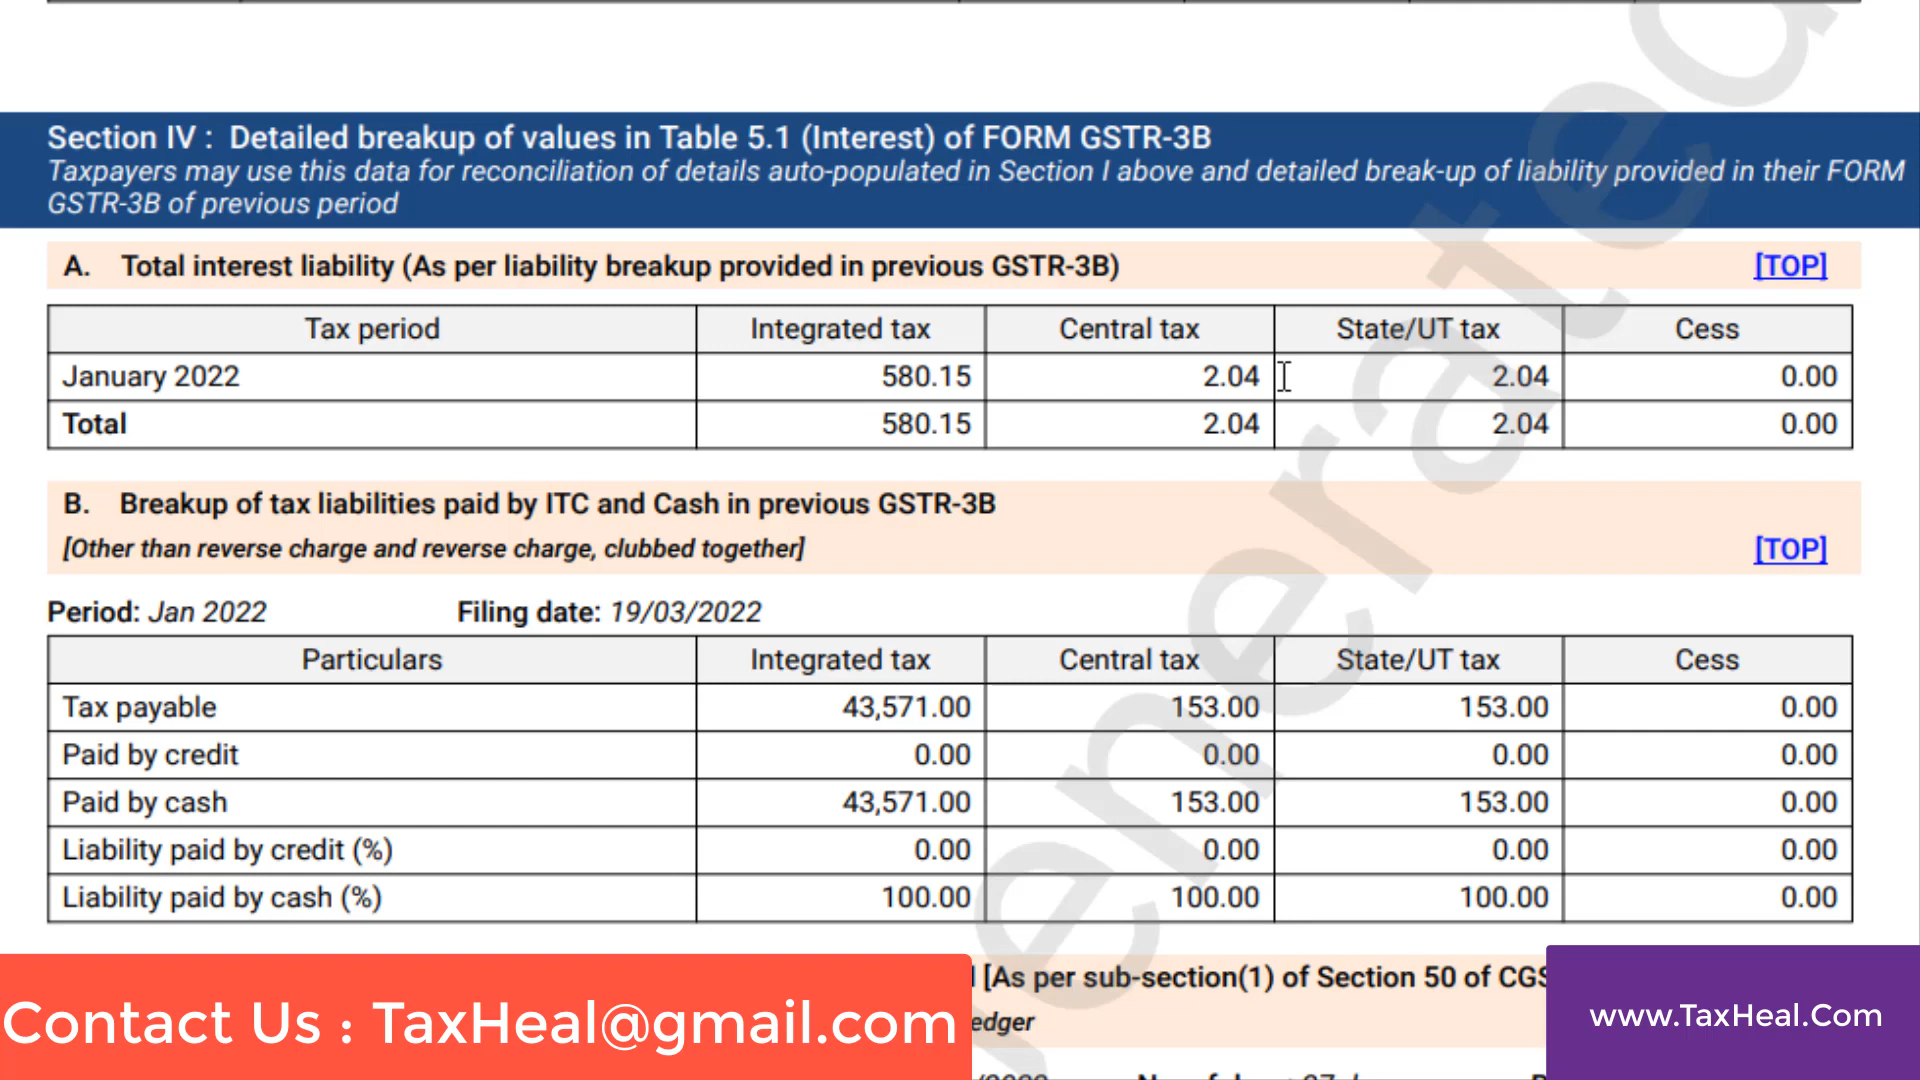 Section IV : Detailed breakup of values in Table 5.1 (Interest) of FORM GSTR-3B
Taxpayers may use this data for reconciliation of details auto-populated in Section I above and detailed break-up of liability provided in their FORM
GSTR-3B of previous period
A. Total interest liability (As per liability breakup provided in previous GSTR-3B) [TOP]
Tax period Integrated tax Central tax State/UT tax Cess
January 2022 580.15 2.04 2.04 0.00
Total 580.15 2.04 2.04 0.00
B. Breakup of tax liabilities paid by ITC and Cash in previous GSTR-3B
[Other than reverse charge and reverse charge, clubbed together] [TOP]
Period: Jan 2022 Filing date: 19/03/2022
Particulars Integrated tax Central tax State/UT tax Cess
Tax payable 43,571.00 153.00 153.00 0.00
Paid by credit 0.00 0.00 0.00 0.00
Paid by cash 43,571.00 153.00 153.00 0.00
Liability paid by credit (%) 0.00 0.00 0.00 0.00
Liability paid by cash (%) 100.00 100.00 100.00 0.00
[As per sub-section(1) of Section 50 of CGS
edger
Contact Us : TaxHeal@gmail.com
www.TaxHeal.Com